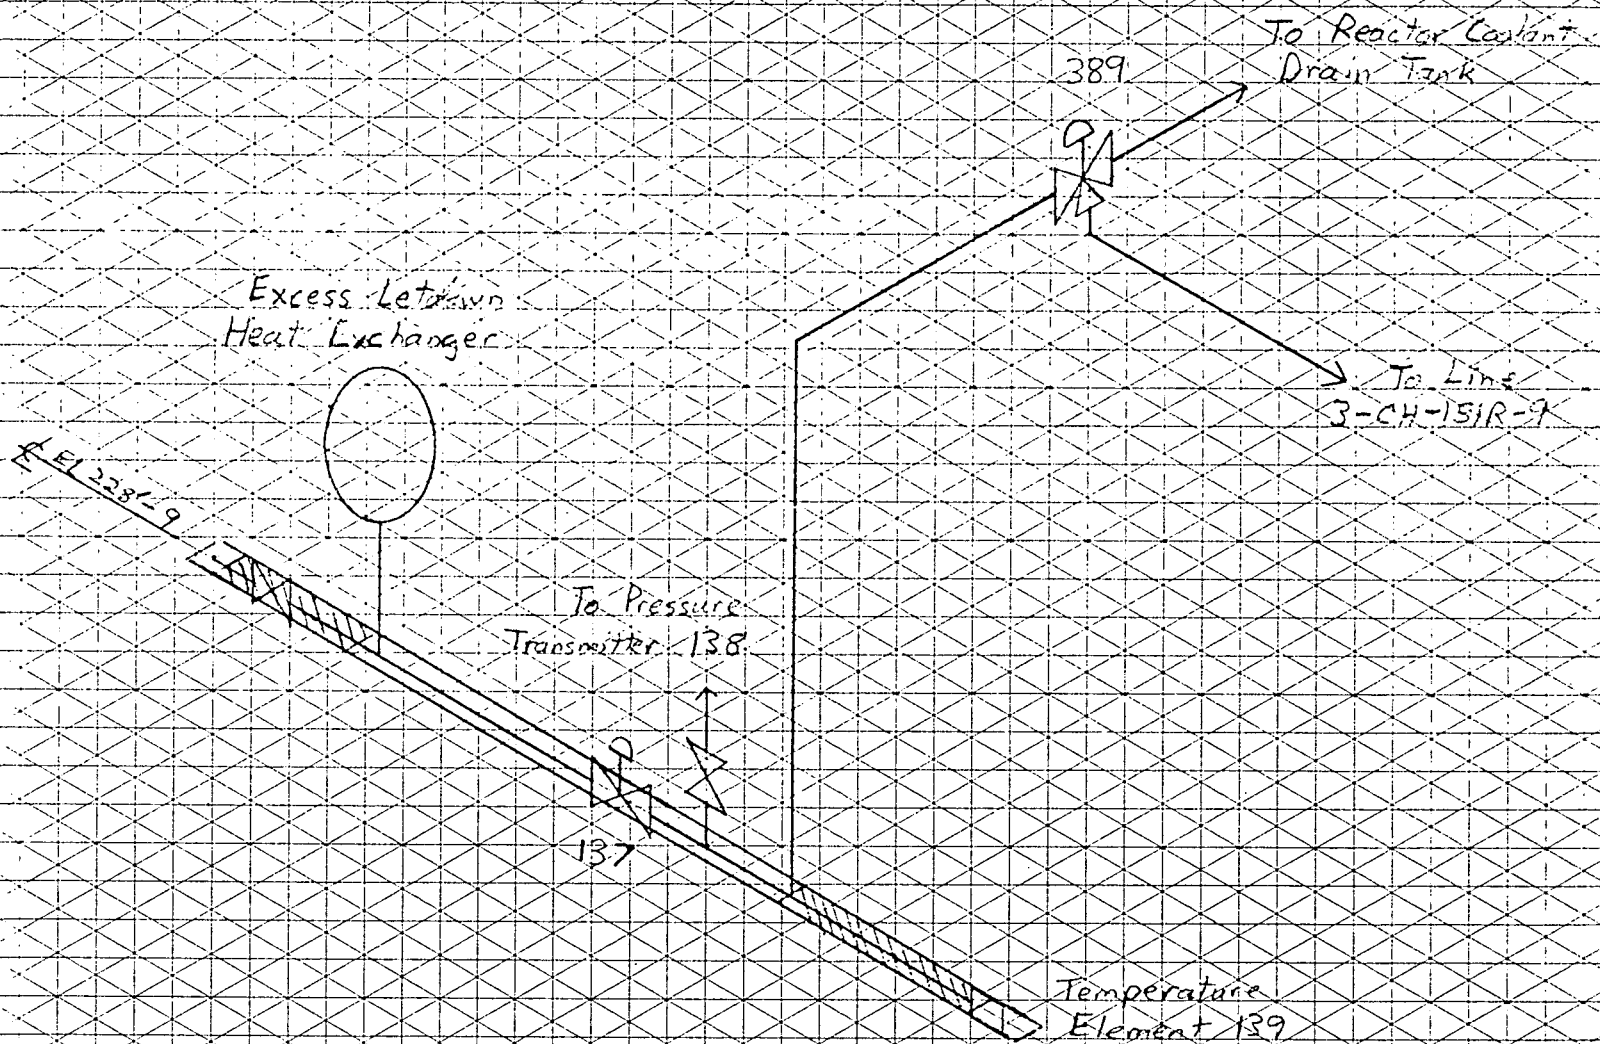 To Reactor Coolant
Drain Tank
389
Excess Letdown
Heat Exchanger
To Line
3-CH-151R-9
℄ El 228'-9
To Pressure
Transmitter 138
137
Temperature
Element 139